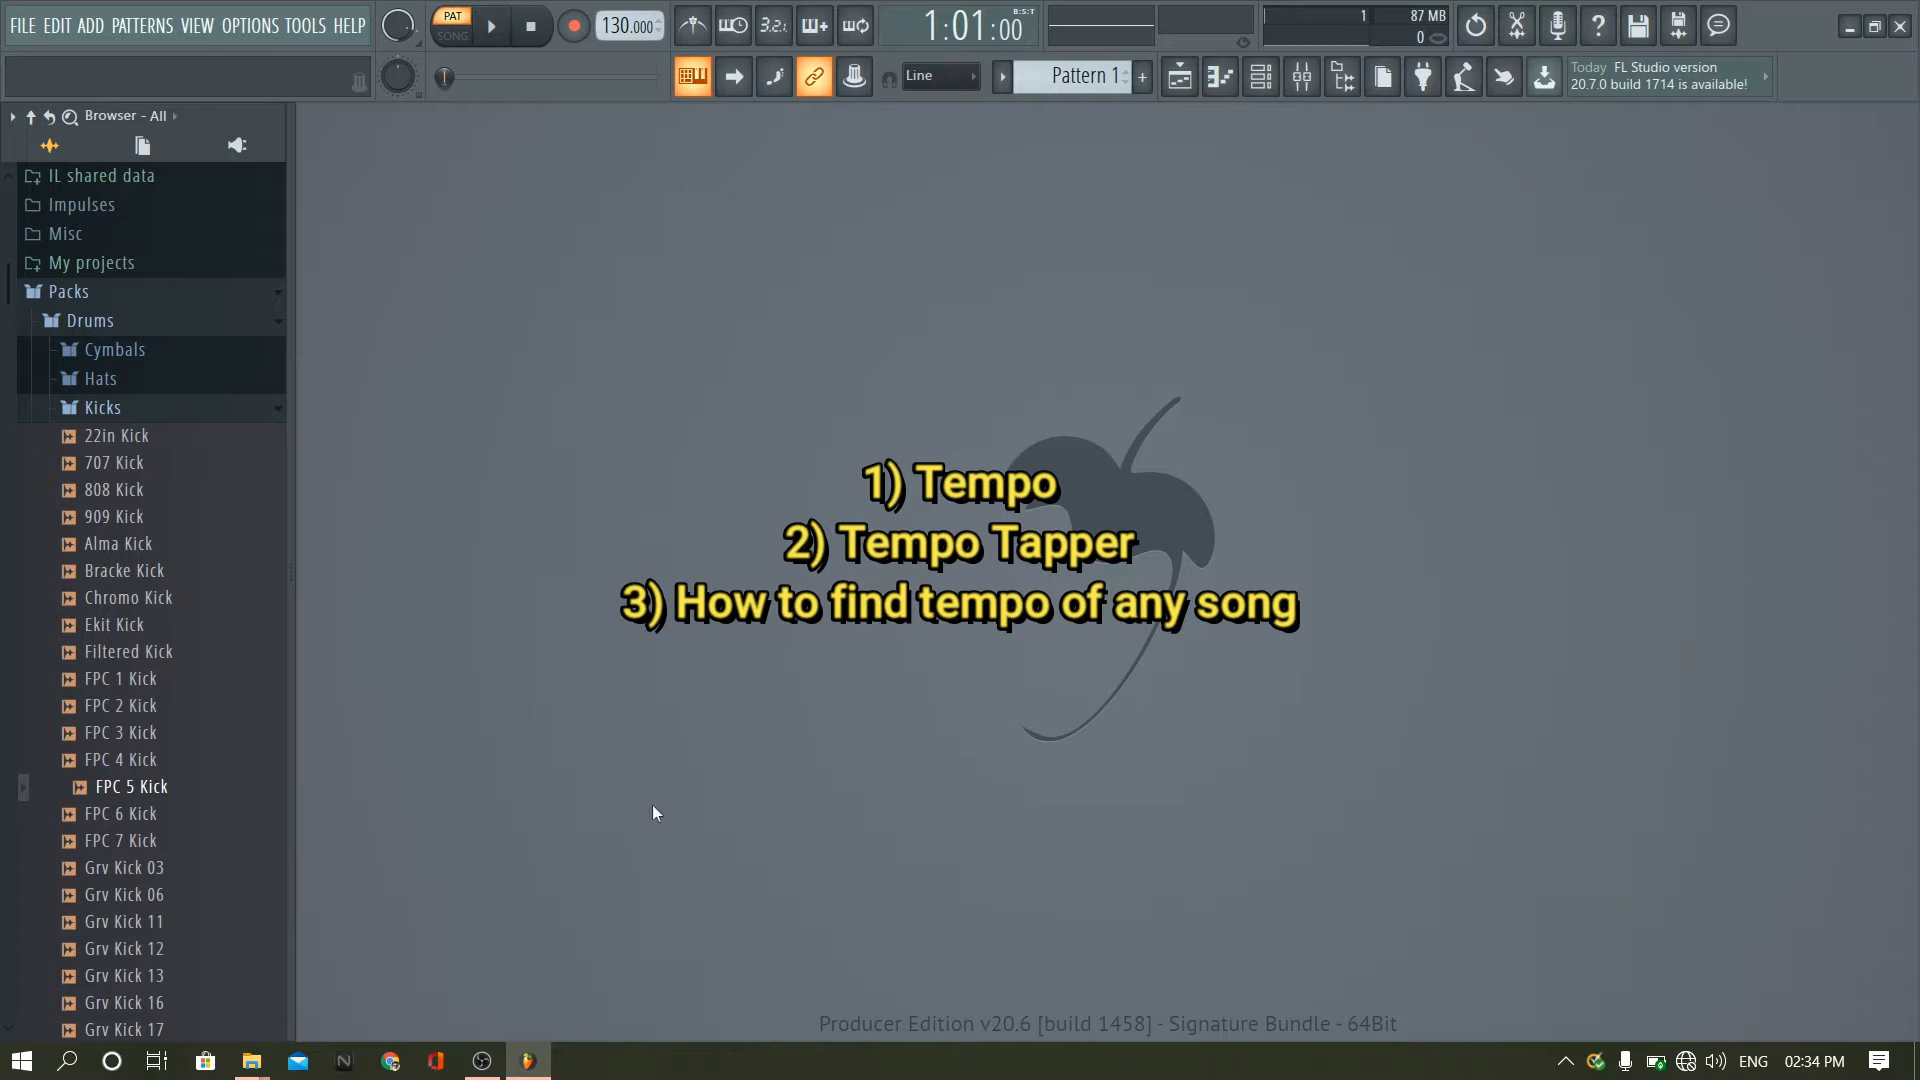 FILE EDIT ADD PATTERNS VIEW OPTIONS TOOLS HELP
PAT
SONG
130.000
3.2.1
1:01:00
B:S:T
1
87 MB
0
Line
Pattern 1
Today FL Studio version
20.7.0 build 1714 is available!
Browser - All
IL shared data
Impulses
Misc
My projects
Packs
Drums
Cymbals
Hats
Kicks
22in Kick
707 Kick
808 Kick
909 Kick
Alma Kick
Bracke Kick
Chromo Kick
Ekit Kick
Filtered Kick
FPC 1 Kick
FPC 2 Kick
FPC 3 Kick
FPC 4 Kick
FPC 5 Kick
FPC 6 Kick
FPC 7 Kick
Grv Kick 03
Grv Kick 06
Grv Kick 11
Grv Kick 12
Grv Kick 13
Grv Kick 16
Grv Kick 17
1) Tempo
2) Tempo Tapper
3) How to find tempo of any song
Producer Edition v20.6 [build 1458] - Signature Bundle - 64Bit
ENG
02:34 PM